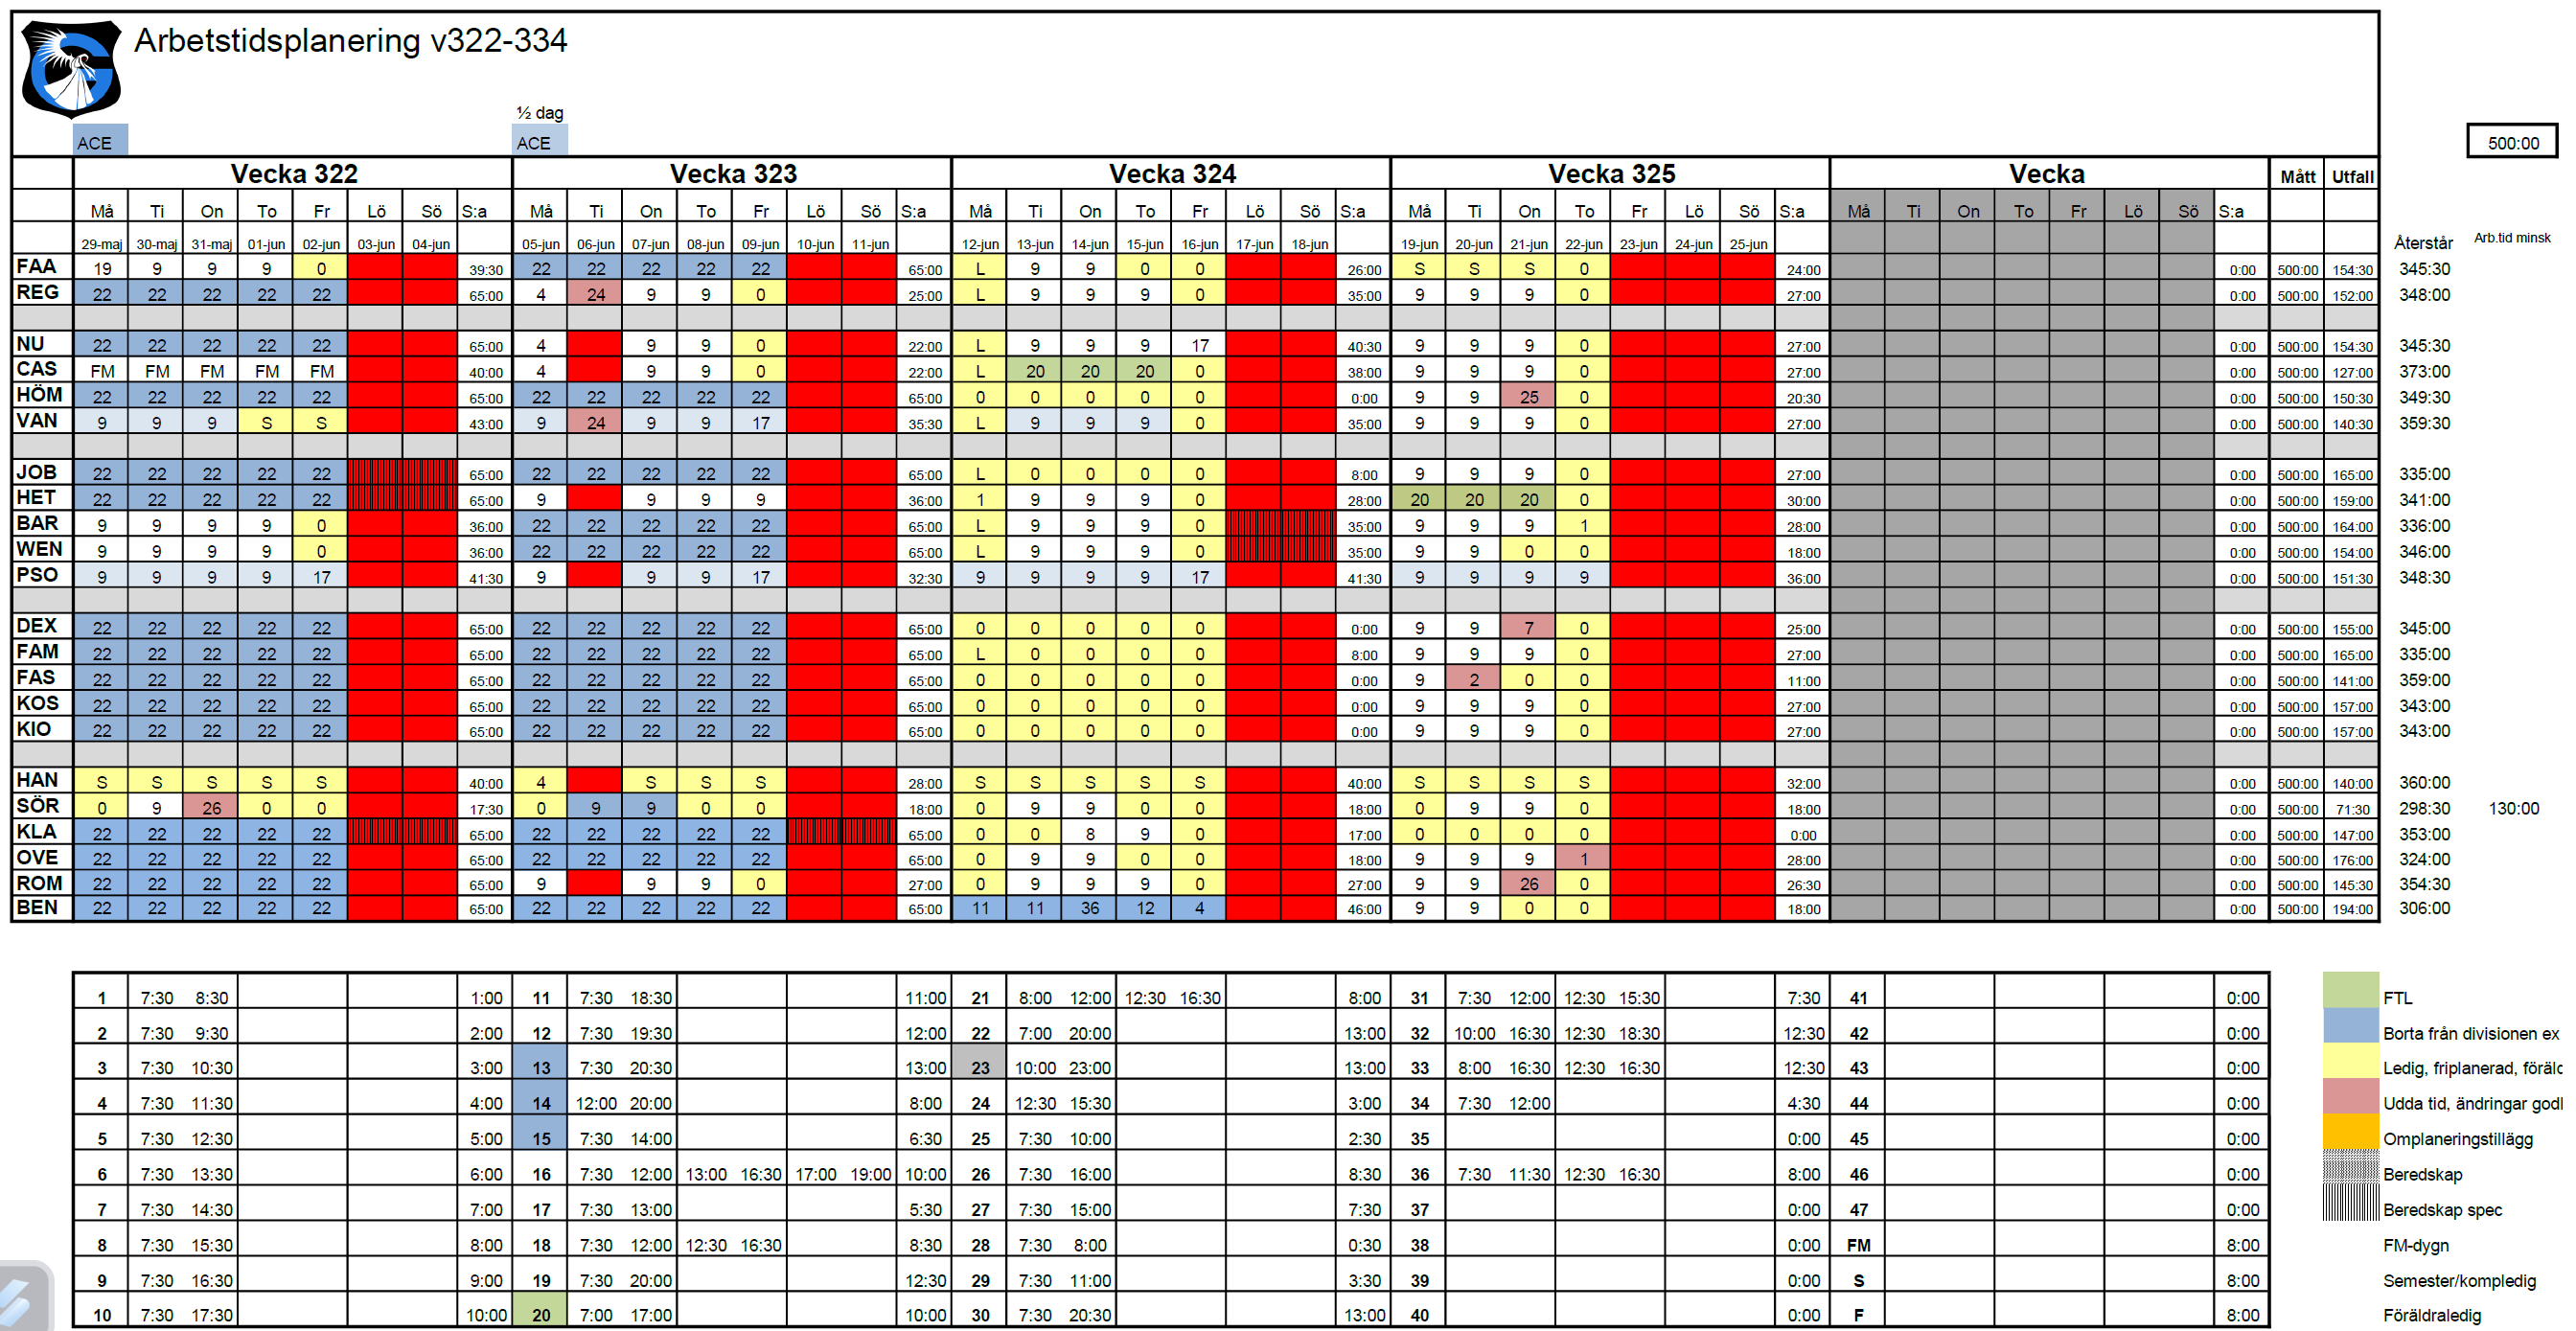 Arbetstidsplanering v322-334
½ dag
ACE ACE 500:00
Vecka 322 Vecka 323 Vecka 324 Vecka 325 Vecka Mått Utfall
Må Ti On To Fr Lö Sö S:a Må Ti On To Fr Lö Sö S:a Må Ti On To Fr Lö Sö S:a Må Ti On To Fr Lö Sö S:a Må Ti On To Fr Lö Sö S:a
29-maj 30-maj 31-maj 01-jun 02-jun 03-jun 04-jun 05-jun 06-jun 07-jun 08-jun 09-jun 10-jun 11-jun 12-jun 13-jun 14-jun 15-jun 16-jun 17-jun 18-jun 19-jun 20-jun 21-jun 22-jun 23-jun 24-jun 25-jun Återstår Arb.tid minsk
FAA 19 9 9 9 0 39:30 22 22 22 22 22 65:00 L 9 9 0 0 26:00 S S S 0 24:00 0:00 500:00 154:30 345:30
REG 22 22 22 22 22 65:00 4 24 9 9 0 25:00 L 9 9 9 0 35:00 9 9 9 0 27:00 0:00 500:00 152:00 348:00
NU 22 22 22 22 22 65:00 4 9 9 0 22:00 L 9 9 9 17 40:30 9 9 9 0 27:00 0:00 500:00 154:30 345:30
CAS FM FM FM FM FM 40:00 4 9 9 0 22:00 L 20 20 20 0 38:00 9 9 9 0 27:00 0:00 500:00 127:00 373:00
HÖM 22 22 22 22 22 65:00 22 22 22 22 22 65:00 0 0 0 0 0 0:00 9 9 25 0 20:30 0:00 500:00 150:30 349:30
VAN 9 9 9 S S 43:00 9 24 9 9 17 35:30 L 9 9 9 0 35:00 9 9 9 0 27:00 0:00 500:00 140:30 359:30
JOB 22 22 22 22 22 65:00 22 22 22 22 22 65:00 L 0 0 0 0 8:00 9 9 9 0 27:00 0:00 500:00 165:00 335:00
HET 22 22 22 22 22 65:00 9 9 9 9 36:00 1 9 9 9 0 28:00 20 20 20 0 30:00 0:00 500:00 159:00 341:00
BAR 9 9 9 9 0 36:00 22 22 22 22 22 65:00 L 9 9 9 0 35:00 9 9 9 1 28:00 0:00 500:00 164:00 336:00
WEN 9 9 9 9 0 36:00 22 22 22 22 22 65:00 L 9 9 9 0 35:00 9 9 0 0 18:00 0:00 500:00 154:00 346:00
PSO 9 9 9 9 17 41:30 9 9 9 17 32:30 9 9 9 9 17 41:30 9 9 9 9 36:00 0:00 500:00 151:30 348:30
DEX 22 22 22 22 22 65:00 22 22 22 22 22 65:00 0 0 0 0 0 0:00 9 9 7 0 25:00 0:00 500:00 155:00 345:00
FAM 22 22 22 22 22 65:00 22 22 22 22 22 65:00 L 0 0 0 0 8:00 9 9 9 0 27:00 0:00 500:00 165:00 335:00
FAS 22 22 22 22 22 65:00 22 22 22 22 22 65:00 0 0 0 0 0 0:00 9 2 0 0 11:00 0:00 500:00 141:00 359:00
KOS 22 22 22 22 22 65:00 22 22 22 22 22 65:00 0 0 0 0 0 0:00 9 9 9 0 27:00 0:00 500:00 157:00 343:00
KIO 22 22 22 22 22 65:00 22 22 22 22 22 65:00 0 0 0 0 0 0:00 9 9 9 0 27:00 0:00 500:00 157:00 343:00
HAN S S S S S 40:00 4 S S S 28:00 S S S S S 40:00 S S S S 32:00 0:00 500:00 140:00 360:00
SÖR 0 9 26 0 0 17:30 0 9 9 0 0 18:00 0 9 9 0 0 18:00 0 9 9 0 18:00 0:00 500:00 71:30 298:30 130:00
KLA 22 22 22 22 22 65:00 22 22 22 22 22 65:00 0 0 8 9 0 17:00 0 0 0 0 0:00 0:00 500:00 147:00 353:00
OVE 22 22 22 22 22 65:00 22 22 22 22 22 65:00 0 9 9 0 0 18:00 9 9 9 1 28:00 0:00 500:00 176:00 324:00
ROM 22 22 22 22 22 65:00 9 9 9 0 27:00 0 9 9 9 0 27:00 9 9 26 0 26:30 0:00 500:00 145:30 354:30
BEN 22 22 22 22 22 65:00 22 22 22 22 22 65:00 11 11 36 12 4 46:00 9 9 0 0 18:00 0:00 500:00 194:00 306:00
1 7:30 8:30 1:00 11 7:30 18:30 11:00 21 8:00 12:00 12:30 16:30 8:00 31 7:30 12:00 12:30 15:30 7:30 41 0:00 FTL
2 7:30 9:30 2:00 12 7:30 19:30 12:00 22 7:00 20:00 13:00 32 10:00 16:30 12:30 18:30 12:30 42 0:00 Borta från divisionen ex
3 7:30 10:30 3:00 13 7:30 20:30 13:00 23 10:00 23:00 13:00 33 8:00 16:30 12:30 16:30 12:30 43 0:00 Ledig, friplanerad,
4 7:30 11:30 4:00 14 12:00 20:00 8:00 24 12:30 15:30 3:00 34 7:30 12:00 4:30 44 0:00 Udda tid, ändringar
5 7:30 12:30 5:00 15 7:30 14:00 6:30 25 7:30 10:00 2:30 35 0:00 45 0:00 Omplaneringstillägg
6 7:30 13:30 6:00 16 7:30 12:00 13:00 16:30 17:00 19:00 10:00 26 7:30 16:00 8:30 36 7:30 11:30 12:30 16:30 8:00 46 0:00 Beredskap
7 7:30 14:30 7:00 17 7:30 13:00 5:30 27 7:30 15:00 7:30 37 0:00 47 0:00 Beredskap spec
8 7:30 15:30 8:00 18 7:30 12:00 12:30 16:30 8:30 28 7:30 8:00 0:30 38 0:00 FM 8:00 FM-dygn
9 7:30 16:30 9:00 19 7:30 20:00 12:30 29 7:30 11:00 3:30 39 0:00 S 8:00 Semester/kompledig
10 7:30 17:30 10:00 20 7:00 17:00 10:00 30 7:30 20:30 13:00 40 0:00 F 8:00 Föräldraledig